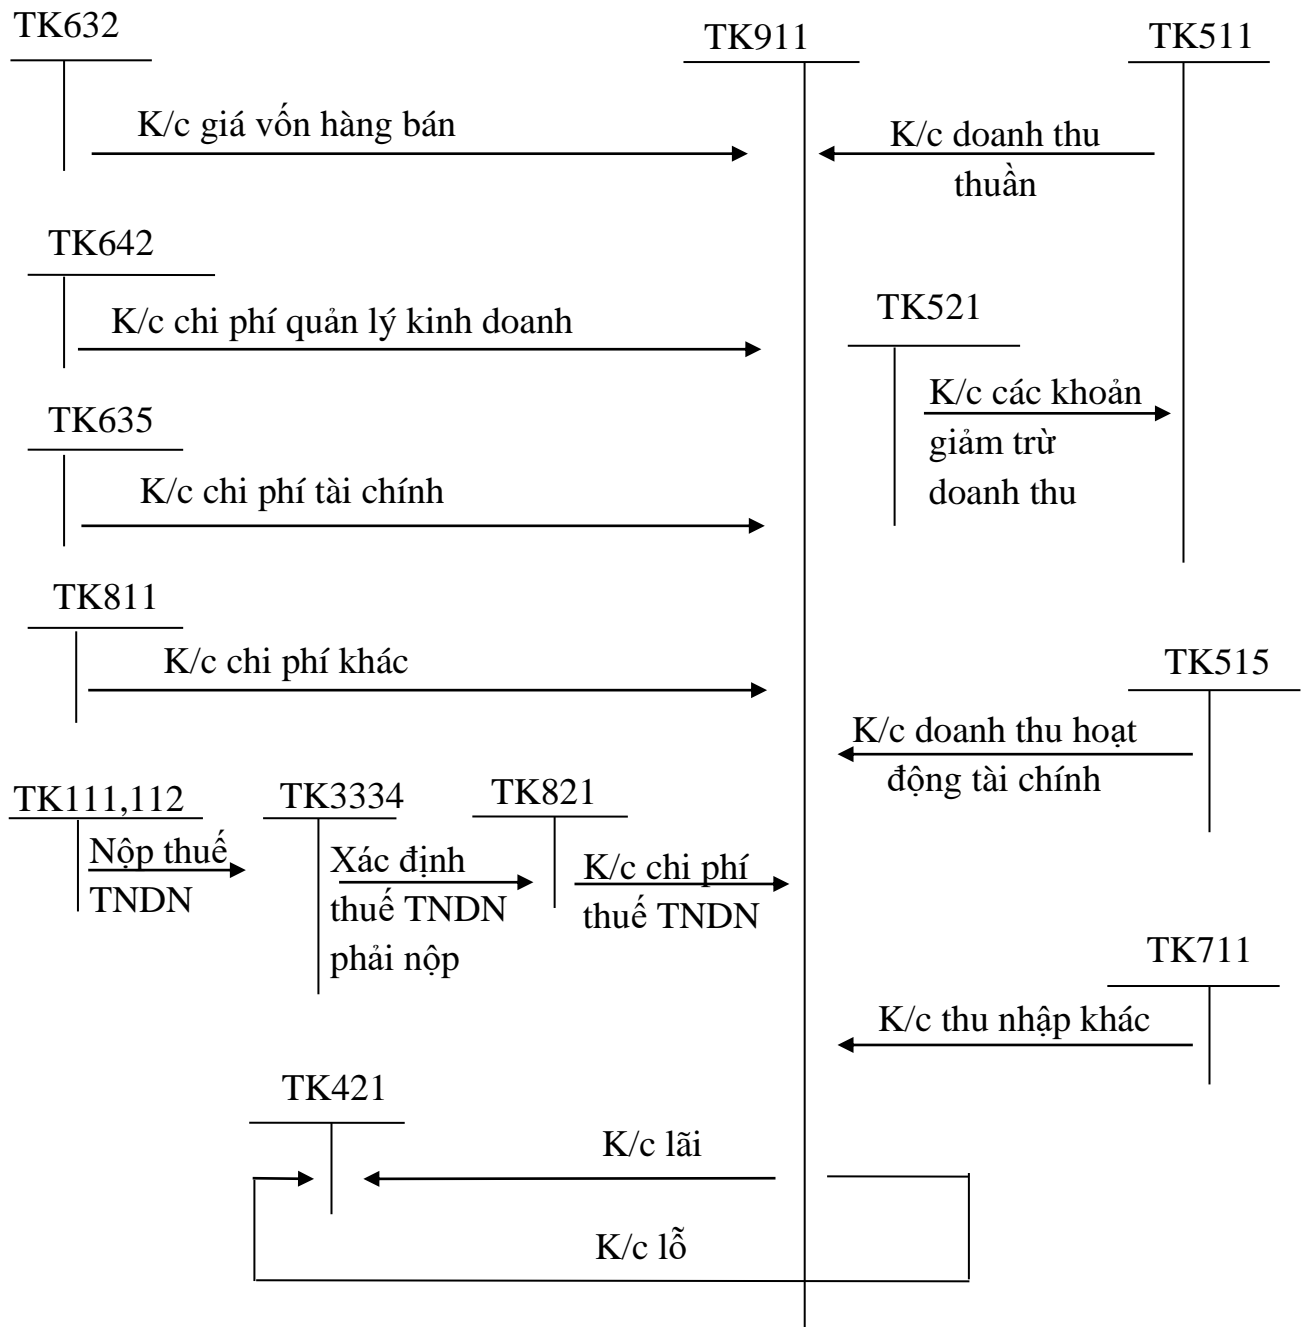 TK632
TK911
TK511
K/c giá vốn hàng bán
K/c doanh thu
thuần
TK642
K/c chi phí quản lý kinh doanh
TK521
K/c các khoản
giảm trừ
doanh thu
TK635
K/c chi phí tài chính
TK811
K/c chi phí khác
TK515
K/c doanh thu hoạt
động tài chính
TK111,112
TK3334
TK821
Nộp thuế
TNDN
Xác định
thuế TNDN
phải nộp
K/c chi phí
thuế TNDN
TK711
K/c thu nhập khác
TK421
K/c lãi
K/c lỗ